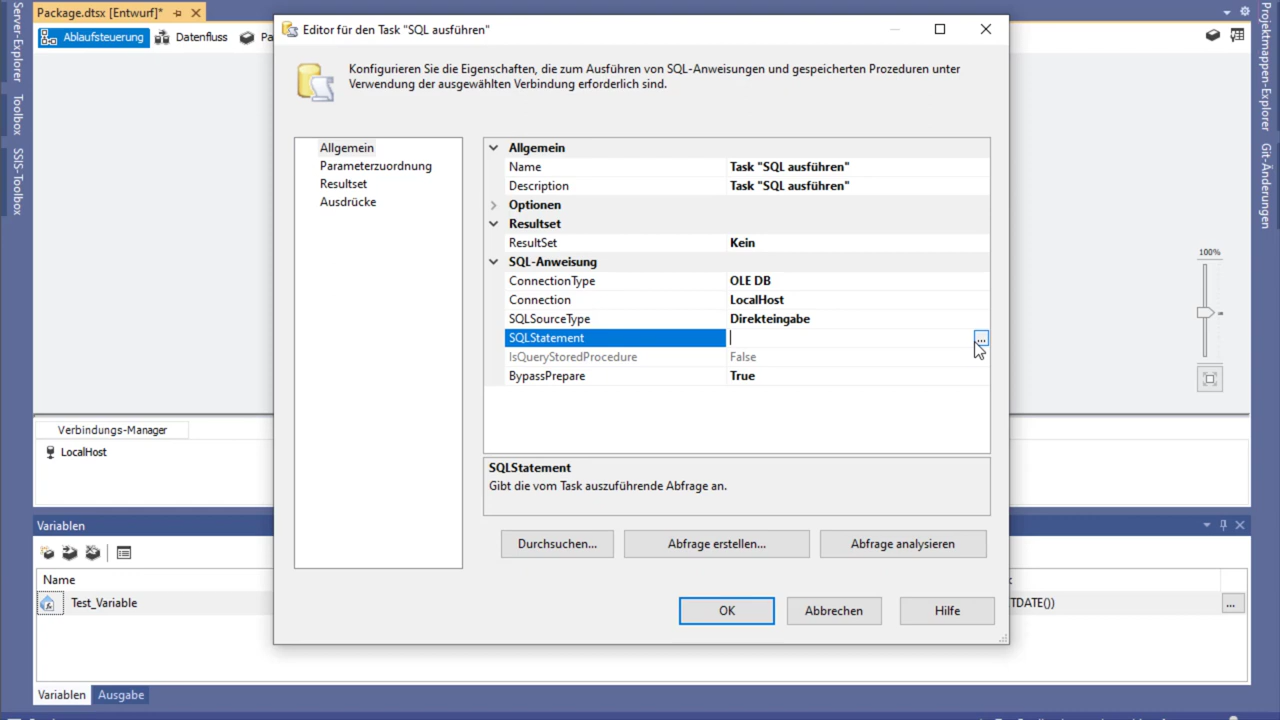 Package.dtsx [Entwurf]*
Ablaufsteuerung
Datenfluss
Pa
Server-Explorer
Toolbox
SSIS-Toolbox
Editor für den Task "SQL ausführen"
Konfigurieren Sie die Eigenschaften, die zum Ausführen von SQL-Anweisungen und gespeicherten Prozeduren unter
Verwendung der ausgewählten Verbindung erforderlich sind.
Allgemein
Parameterzuordnung
Resultset
Ausdrücke
Allgemein
Name Task "SQL ausführen"
Description Task "SQL ausführen"
Optionen
Resultset
ResultSet Kein
SQL-Anweisung
ConnectionType OLE DB
Connection LocalHost
SQLSourceType Direkteingabe
SQLStatement ...
IsQueryStoredProcedure False
BypassPrepare True
SQLStatement
Gibt die vom Task auszuführende Abfrage an.
Durchsuchen...
Abfrage erstellen...
Abfrage analysieren
OK
Abbrechen
Hilfe
100%
Projektmappen-Explorer
Git-Änderungen
Verbindungs-Manager
LocalHost
Variablen
Name
Test_Variable
TDATE())
...
Variablen
Ausgabe